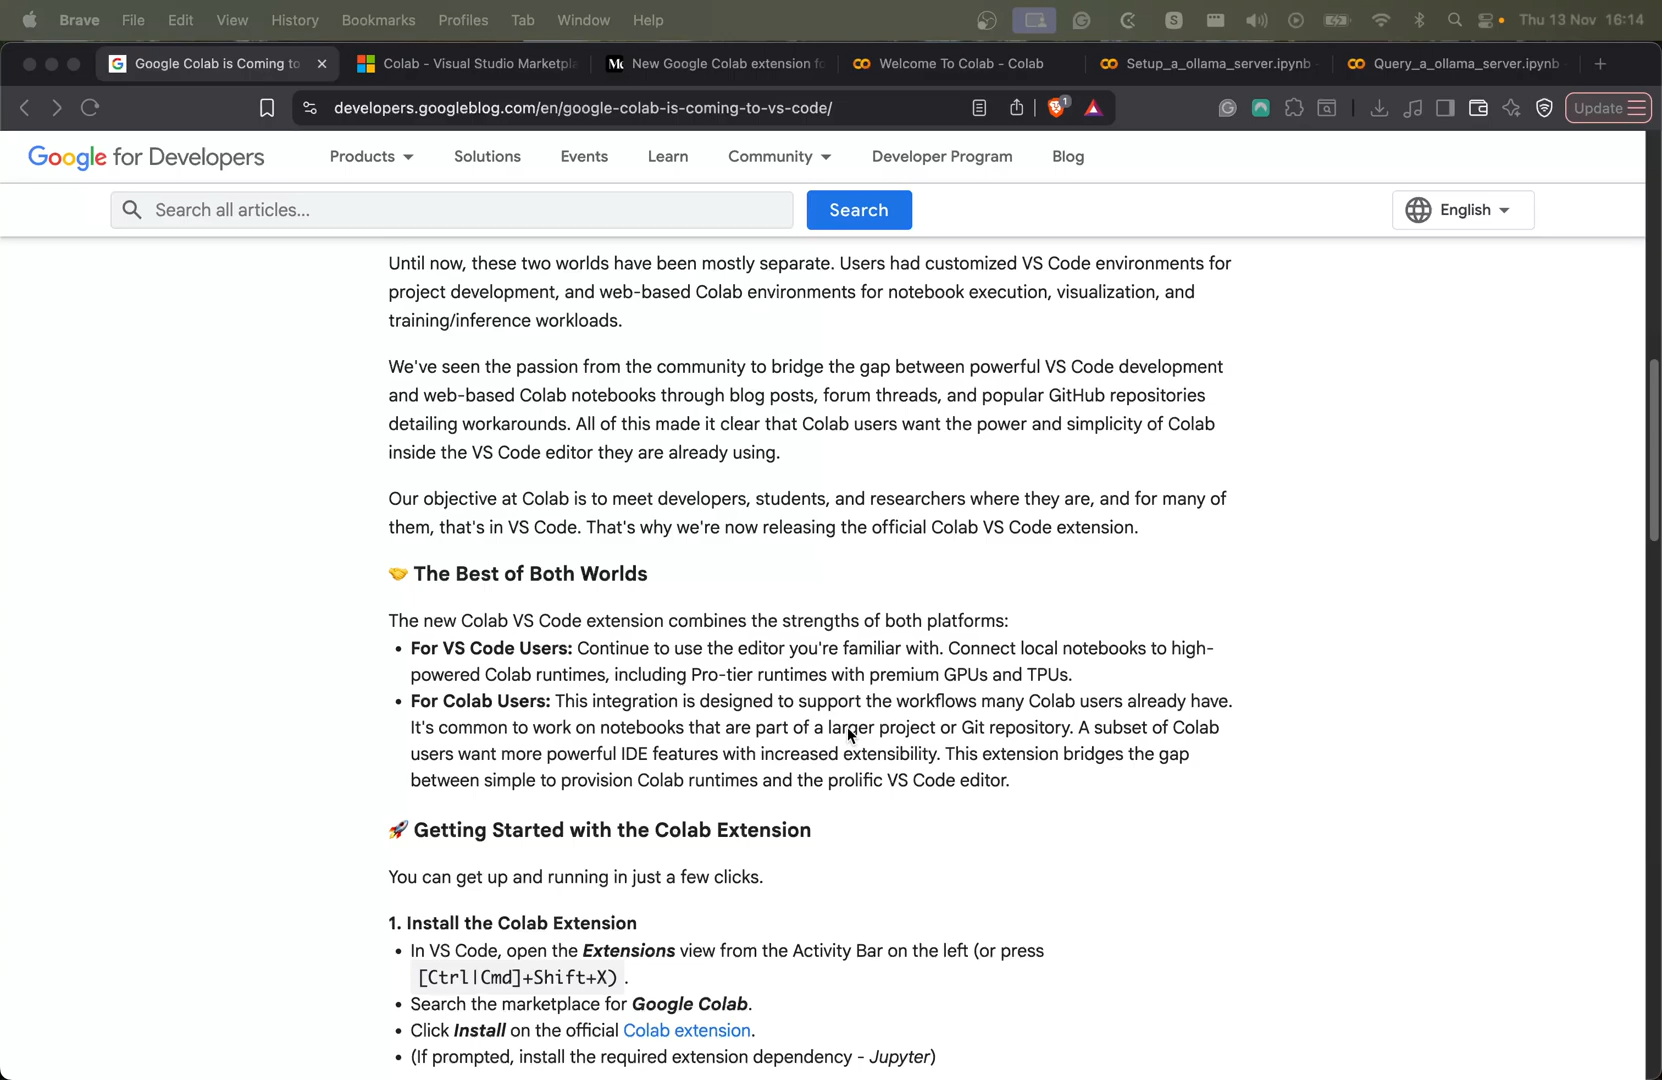 Brave File Edit View History Bookmarks Profiles Tab Window Help Thu 13 Nov 16:14
Google Colab is Coming to Colab - Visual Studio Marketpla New Google Colab extension fo Welcome To Colab - Colab Setup_a_ollama_server.ipynb Query_a_ollama_server.ipynb
developers.googleblog.com/en/google-colab-is-coming-to-vs-code/ 1 Update
Google for Developers Products Solutions Events Learn Community Developer Program Blog
Search all articles... Search English
Until now, these two worlds have been mostly separate. Users had customized VS Code environments for
project development, and web-based Colab environments for notebook execution, visualization, and
training/inference workloads.
We've seen the passion from the community to bridge the gap between powerful VS Code development
and web-based Colab notebooks through blog posts, forum threads, and popular GitHub repositories
detailing workarounds. All of this made it clear that Colab users want the power and simplicity of Colab
inside the VS Code editor they are already using.
Our objective at Colab is to meet developers, students, and researchers where they are, and for many of
them, that's in VS Code. That's why we're now releasing the official Colab VS Code extension.
🤝 The Best of Both Worlds
The new Colab VS Code extension combines the strengths of both platforms:
• For VS Code Users: Continue to use the editor you're familiar with. Connect local notebooks to high-
powered Colab runtimes, including Pro-tier runtimes with premium GPUs and TPUs.
• For Colab Users: This integration is designed to support the workflows many Colab users already have.
It's common to work on notebooks that are part of a larger project or Git repository. A subset of Colab
users want more powerful IDE features with increased extensibility. This extension bridges the gap
between simple to provision Colab runtimes and the prolific VS Code editor.
🚀 Getting Started with the Colab Extension
You can get up and running in just a few clicks.
1. Install the Colab Extension
• In VS Code, open the Extensions view from the Activity Bar on the left (or press
[Ctrl|Cmd]+Shift+X) .
• Search the marketplace for Google Colab.
• Click Install on the official Colab extension.
• (If prompted, install the required extension dependency - Jupyter)